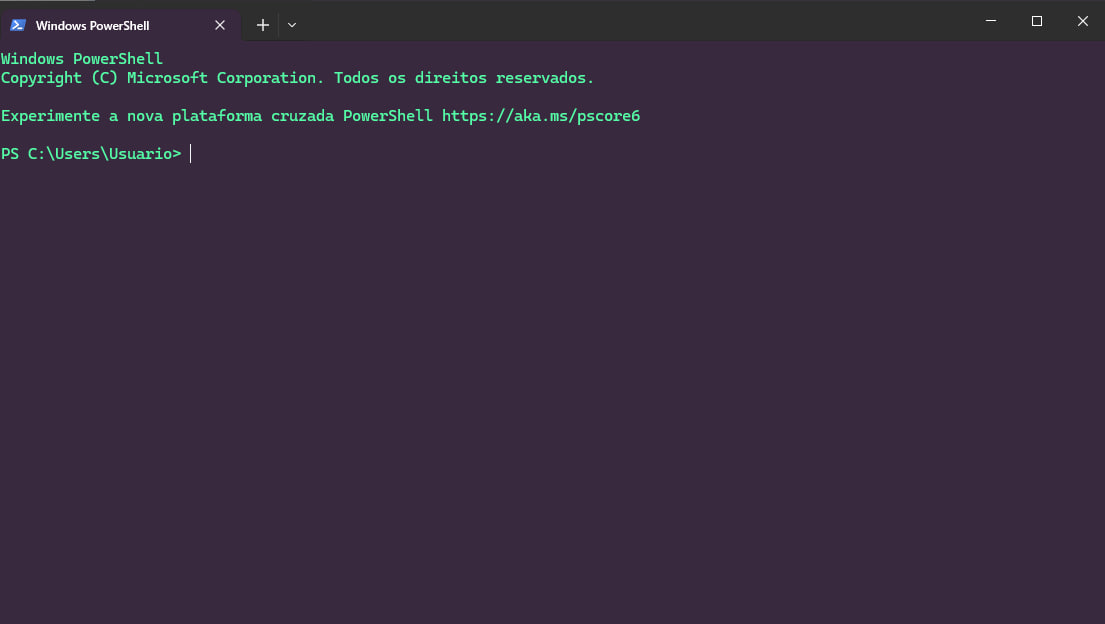 Windows PowerShell
Windows PowerShell
Copyright (C) Microsoft Corporation. Todos os direitos reservados.
Experimente a nova plataforma cruzada PowerShell https://aka.ms/pscore6
PS C:\Users\Usuario>